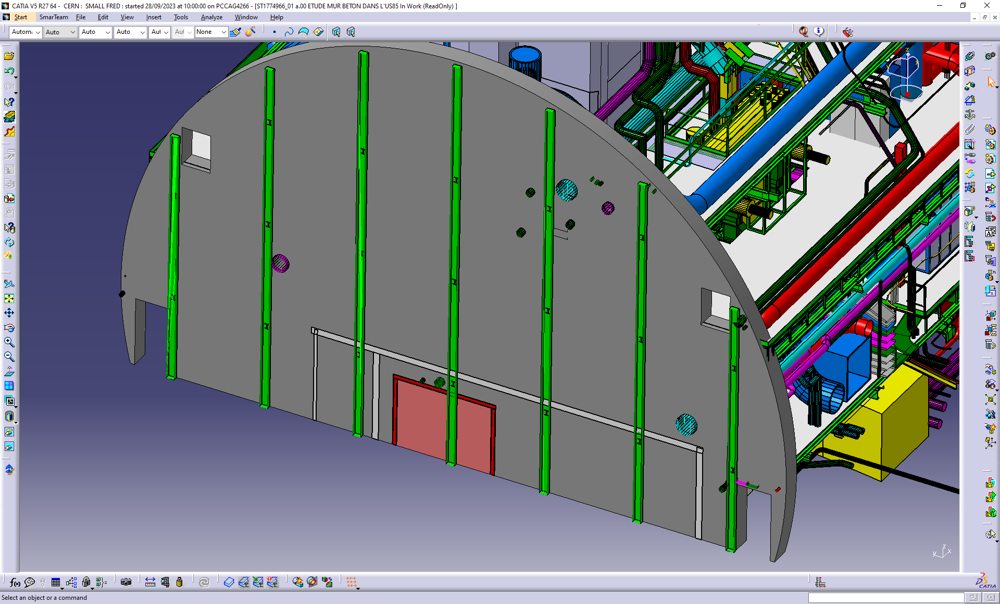 CATIA V5 R27 64 - CERN : SMALL FRED : started 28/09/2023 at 10:00:00 on PCCAG4266 - [ST1774966_01 a.00 ETUDE MUR BETON DANS L'US85 In Work (ReadOnly) ]
Start SmarTeam File Edit View Insert Tools Analyze Window Help
Auto Auto Auto Aut Aut None
z
z
y x
f(x)
CATIA
Select an object or a command